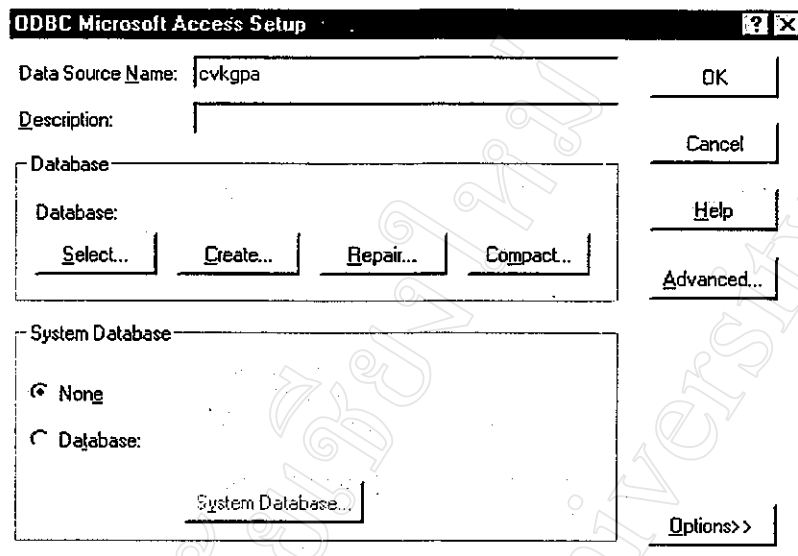 ODBC Microsoft Access Setup
Data Source Name: cvkgpa
OK
Description:
Cancel
Database
Database:
Help
Select... Create... Repair... Compact...
Advanced...
System Database
None
Database:
System Database...
Options>>